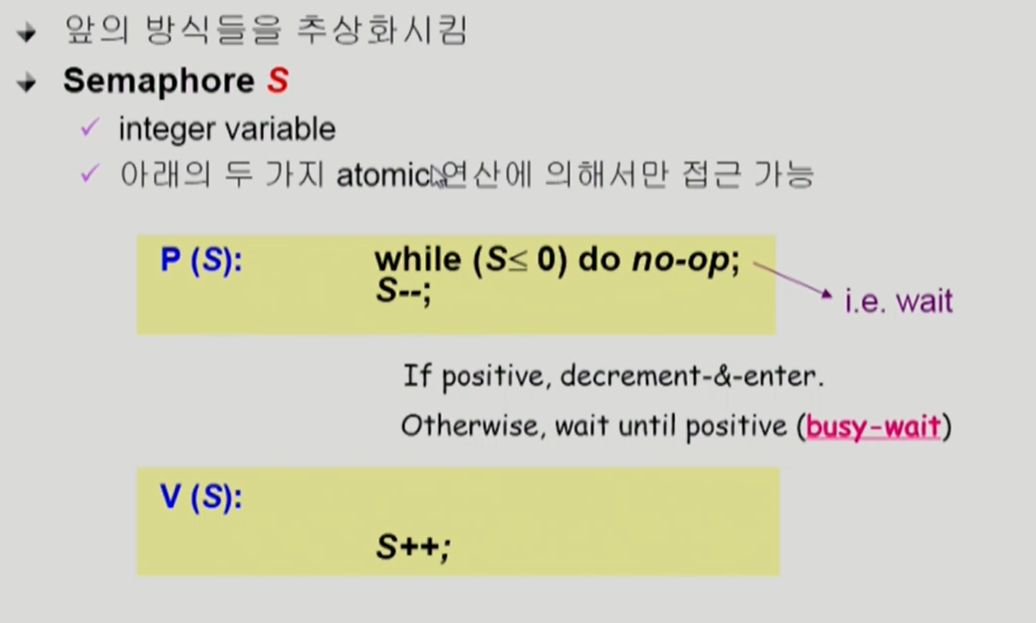 앞의 방식들을 추상화시킴
Semaphore S
integer variable
아래의 두 가지 atomic 연산에 의해서만 접근 가능
P (S): while (S≤ 0) do no-op;
S--;
i.e. wait
If positive, decrement-&-enter.
Otherwise, wait until positive (busy-wait)
V (S):
S++;